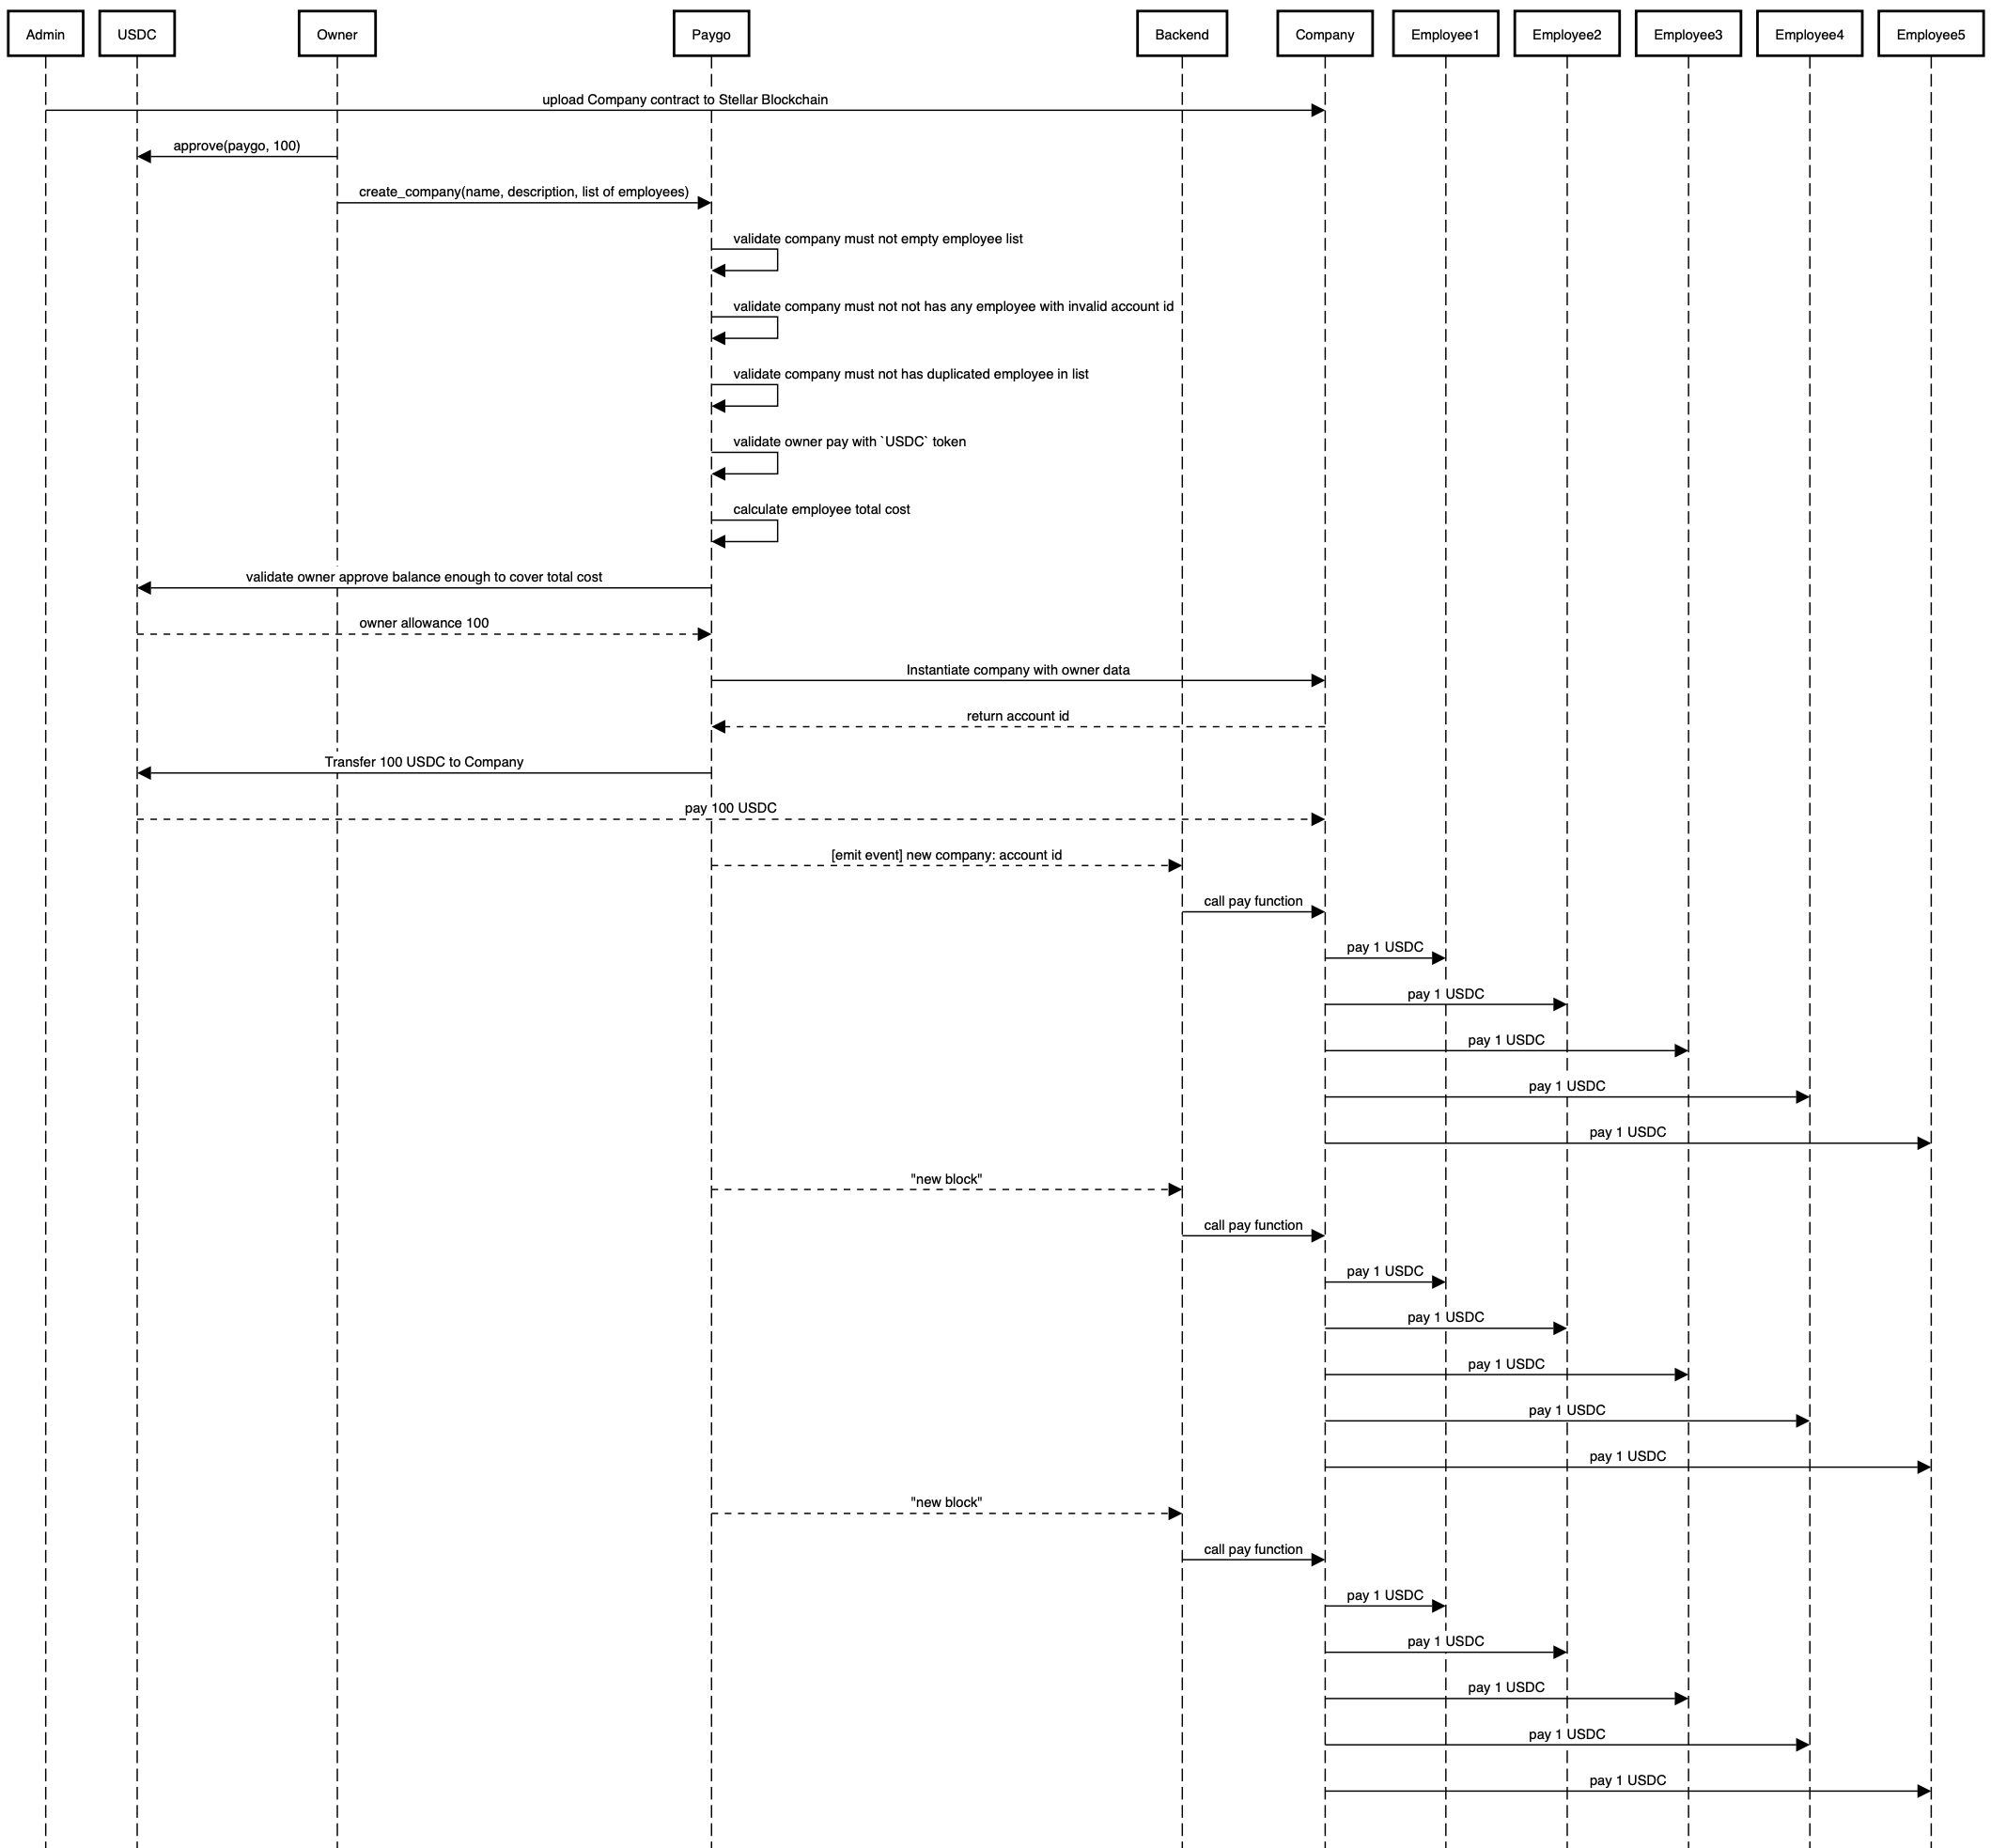 Admin
USDC
Owner
Paygo
Backend
Company
Employee1
Employee2
Employee3
Employee4
Employee5
upload Company contract to Stellar Blockchain
approve(paygo, 100)
create_company(name, description, list of employees)
validate company must not empty employee list
validate company must not not has any employee with invalid account id
validate company must not has duplicated employee in list
validate owner pay with `USDC` token
calculate employee total cost
validate owner approve balance enough to cover total cost
owner allowance 100
Instantiate company with owner data
return account id
Transfer 100 USDC to Company
pay 100 USDC
[emit event] new company: account id
call pay function
pay 1 USDC
pay 1 USDC
pay 1 USDC
pay 1 USDC
pay 1 USDC
"new block"
call pay function
pay 1 USDC
pay 1 USDC
pay 1 USDC
pay 1 USDC
pay 1 USDC
"new block"
call pay function
pay 1 USDC
pay 1 USDC
pay 1 USDC
pay 1 USDC
pay 1 USDC